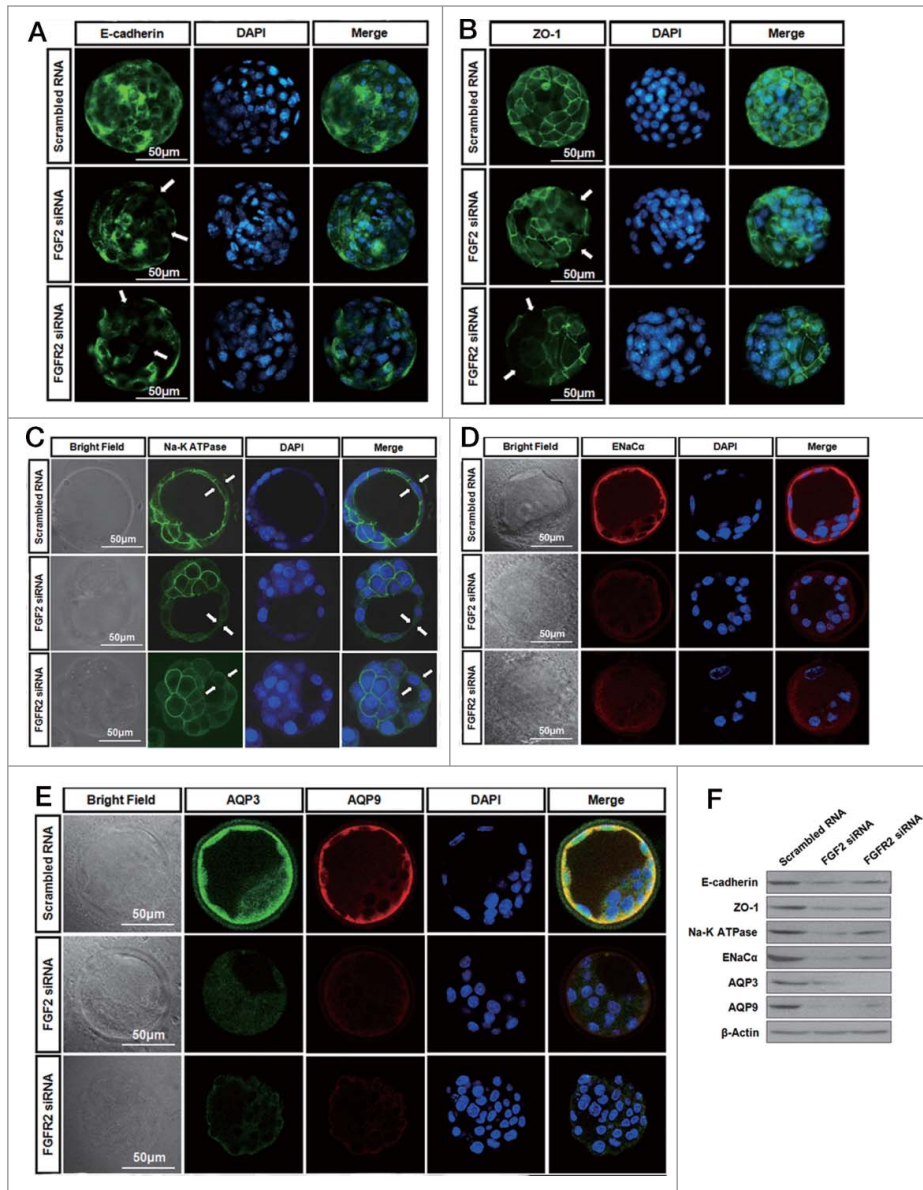 A
E-cadherin DAPI Merge
Scrambled RNA
50µm
FGF2 siRNA
50µm
FGFR2 siRNA
50µm
B
ZO-1 DAPI Merge
Scrambled RNA
50µm
FGF2 siRNA
50µm
FGFR2 siRNA
50µm
C
Bright Field Na-K ATPase DAPI Merge
Scrambled RNA
50µm
FGF2 siRNA
50µm
FGFR2 siRNA
50µm
D
Bright Field ENaCα DAPI Merge
Scrambled RNA
50µm
FGF2 siRNA
50µm
FGFR2 siRNA
50µm
E
Bright Field AQP3 AQP9 DAPI Merge
Scrambled RNA
50µm
FGF2 siRNA
50µm
FGFR2 siRNA
50µm
F
Scrambled RNA FGF2 siRNA FGFR2 siRNA
E-cadherin
ZO-1
Na-K ATPase
ENaCα
AQP3
AQP9
β-Actin